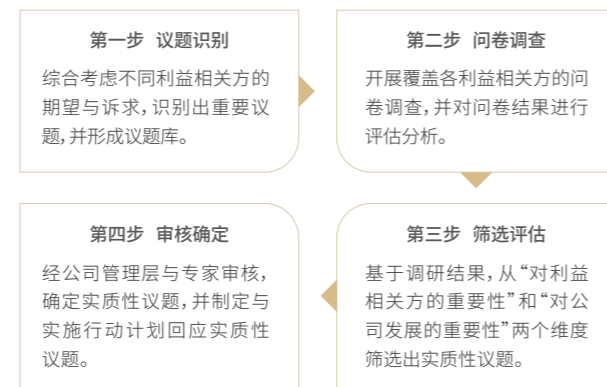 第一步 议题识别
综合考虑不同利益相关方的
期望与诉求，识别出重要议
题，并形成议题库。
第二步 问卷调查
开展覆盖各利益相关方的问
卷调查，并对问卷结果进行
评估分析。
第三步 筛选评估
基于调研结果，从“对利益
相关方的重要性”和“对公
司发展的重要性”两个维度
筛选出实质性议题。
第四步 审核确定
经公司管理层与专家审核，
确定实质性议题，并制定与
实施行动计划回应实质性
议题。